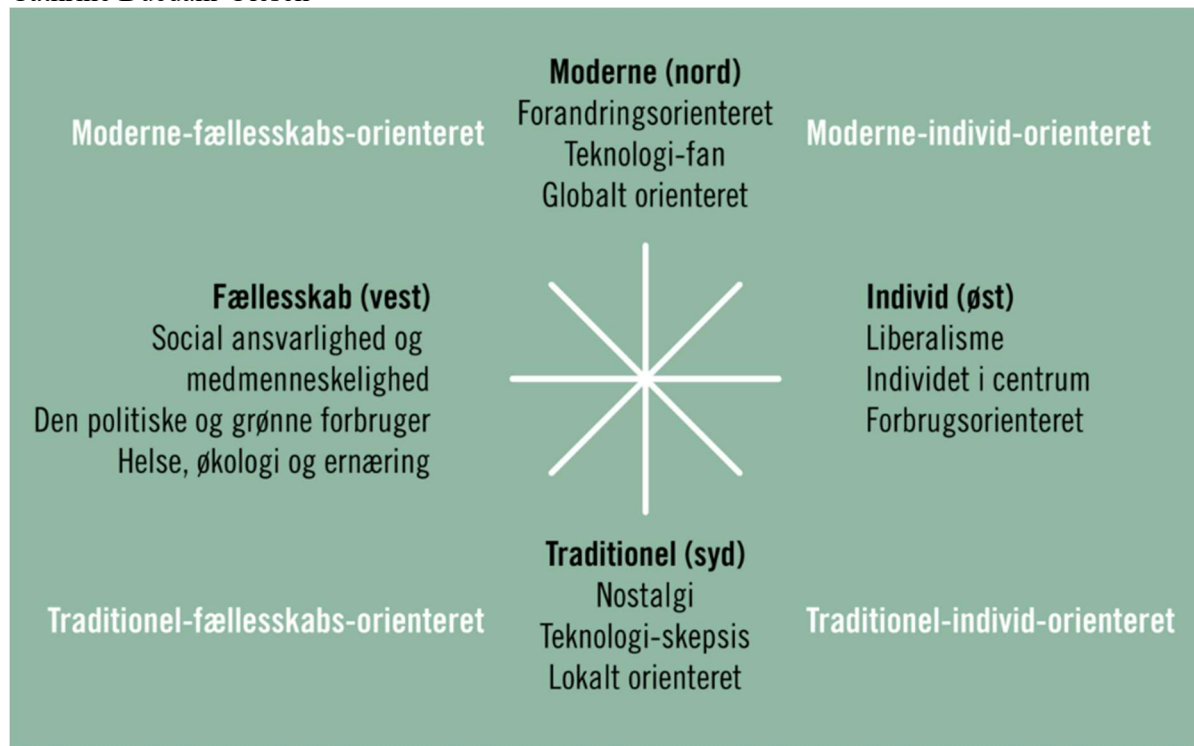 Moderne (nord)
Forandringsorienteret
Teknologi-fan
Globalt orienteret
Moderne-fællesskabs-orienteret
Moderne-individ-orienteret
Fællesskab (vest)
Social ansvarlighed og
medmenneskelighed
Den politiske og grønne forbruger
Helse, økologi og ernæring
Individ (øst)
Liberalisme
Individet i centrum
Forbrugsorienteret
Traditionel (syd)
Nostalgi
Teknologi-skepsis
Lokalt orienteret
Traditionel-fællesskabs-orienteret
Traditionel-individ-orienteret